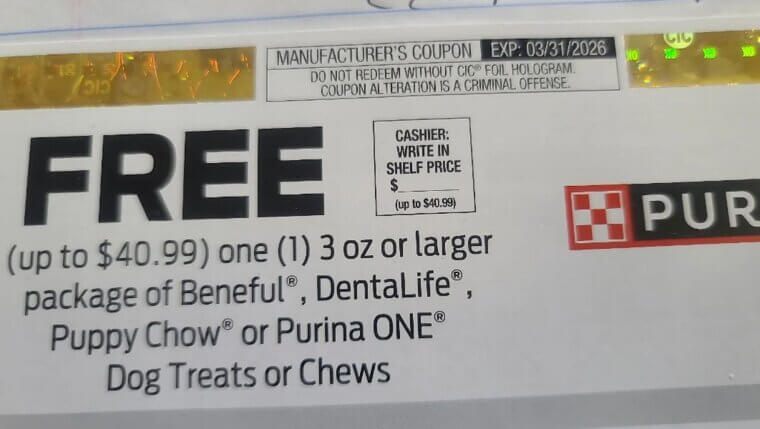 MANUFACTURER'S COUPON EXP: 03/31/2026
DO NOT REDEEM WITHOUT CIC® FOIL HOLOGRAM.
COUPON ALTERATION IS A CRIMINAL OFFENSE.
CIC
CIC
FREE
CASHIER:
WRITE IN
SHELF PRICE
$
(up to $40.99)
PUR
(up to $40.99) one (1) 3 oz or larger
package of Beneful®, DentaLife®,
Puppy Chow® or Purina ONE®
Dog Treats or Chews